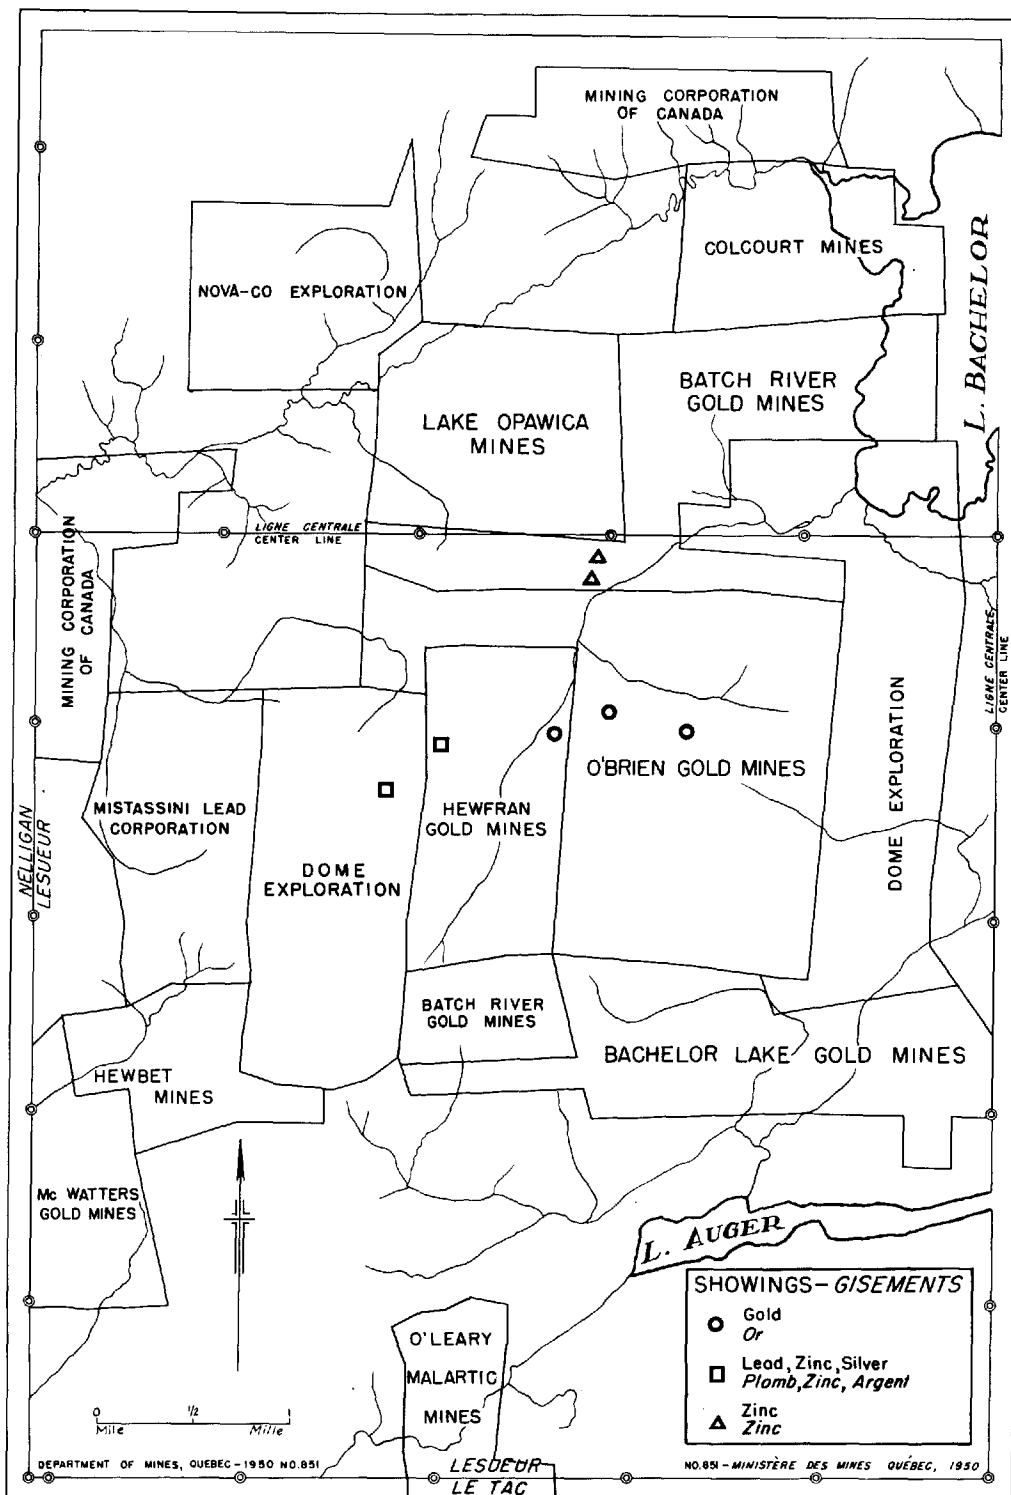 MINING CORPORATION
OF CANADA
COLCOURT MINES
L. BACHELOR
NOVA-CO EXPLORATION
BATCH RIVER
GOLD MINES
LAKE OPAWICA
MINES
LIGNE CENTRALE
CENTER LINE
MINING CORPORATION
OF CANADA
LIGNE CENTRALE
CENTER LINE
DOME EXPLORATION
O'BRIEN GOLD MINES
MISTASSINI LEAD
CORPORATION
HEWFRAN
GOLD MINES
NELLIGAN
LESUEUR
DOME
EXPLORATION
BATCH RIVER
GOLD MINES
BACHELOR LAKE GOLD MINES
HEWBET
MINES
Mc WATTERS
GOLD MINES
L. AUGER
SHOWINGS-GISEMENTS
Gold
Or
Lead, Zinc, Silver
Plomb, Zinc, Argent
Zinc
Zinc
O'LEARY
MALARTIC
MINES
0 1/2 1
Mile Mille
DEPARTMENT OF MINES, QUEBEC-1950 NO.851
LESUEUR
LE TAC
NO.851-MINISTÈRE DES MINES QUÉBEC, 1950